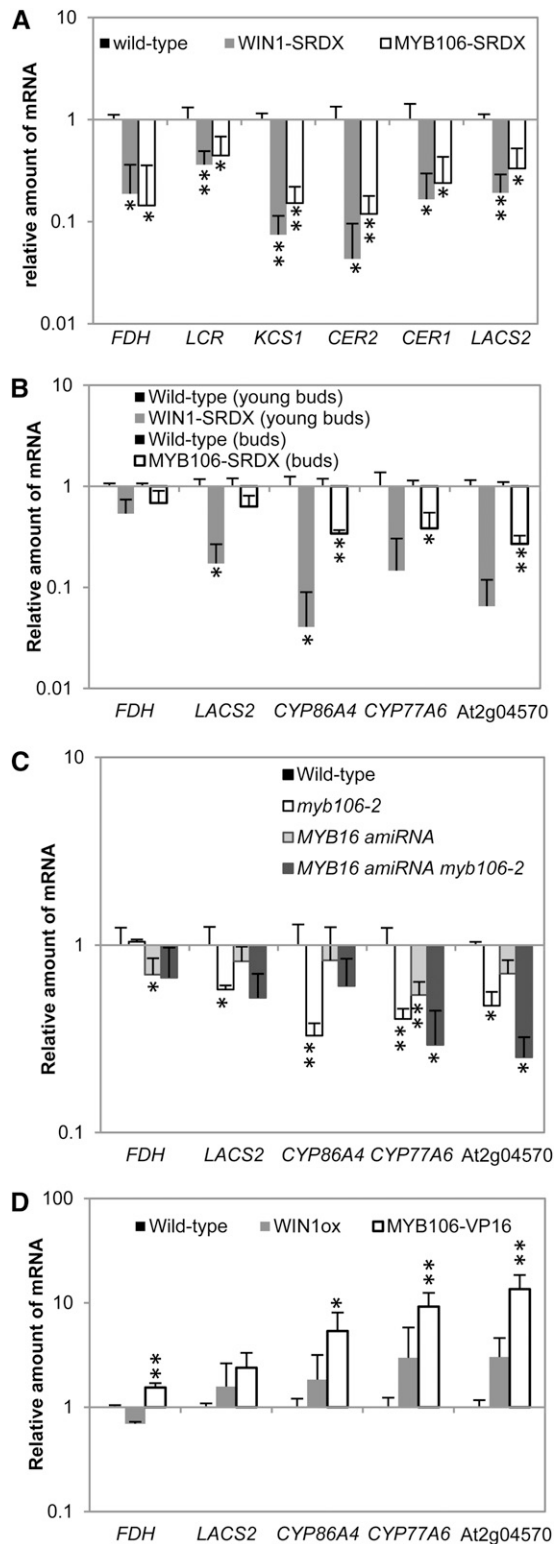 A
wild-type WIN1-SRDX MYB106-SRDX
relative amount of mRNA
10
1
0.1
0.01
* * ** * ** ** * ** * * ** *
FDH LCR KCS1 CER2 CER1 LACS2
B
Wild-type (young buds)
WIN1-SRDX (young buds)
Wild-type (buds)
MYB106-SRDX (buds)
Relative amount of mRNA
10
1
0.1
0.01
* * ** * **
FDH LACS2 CYP86A4 CYP77A6 At2g04570
C
Wild-type
myb106-2
MYB16 amiRNA
MYB16 amiRNA myb106-2
Relative amount of mRNA
10
1
0.1
* * ** ** ** * * *
FDH LACS2 CYP86A4 CYP77A6 At2g04570
D
Wild-type WIN1ox MYB106-VP16
Relative amount of mRNA
100
10
1
0.1
** * ** **
FDH LACS2 CYP86A4 CYP77A6 At2g04570